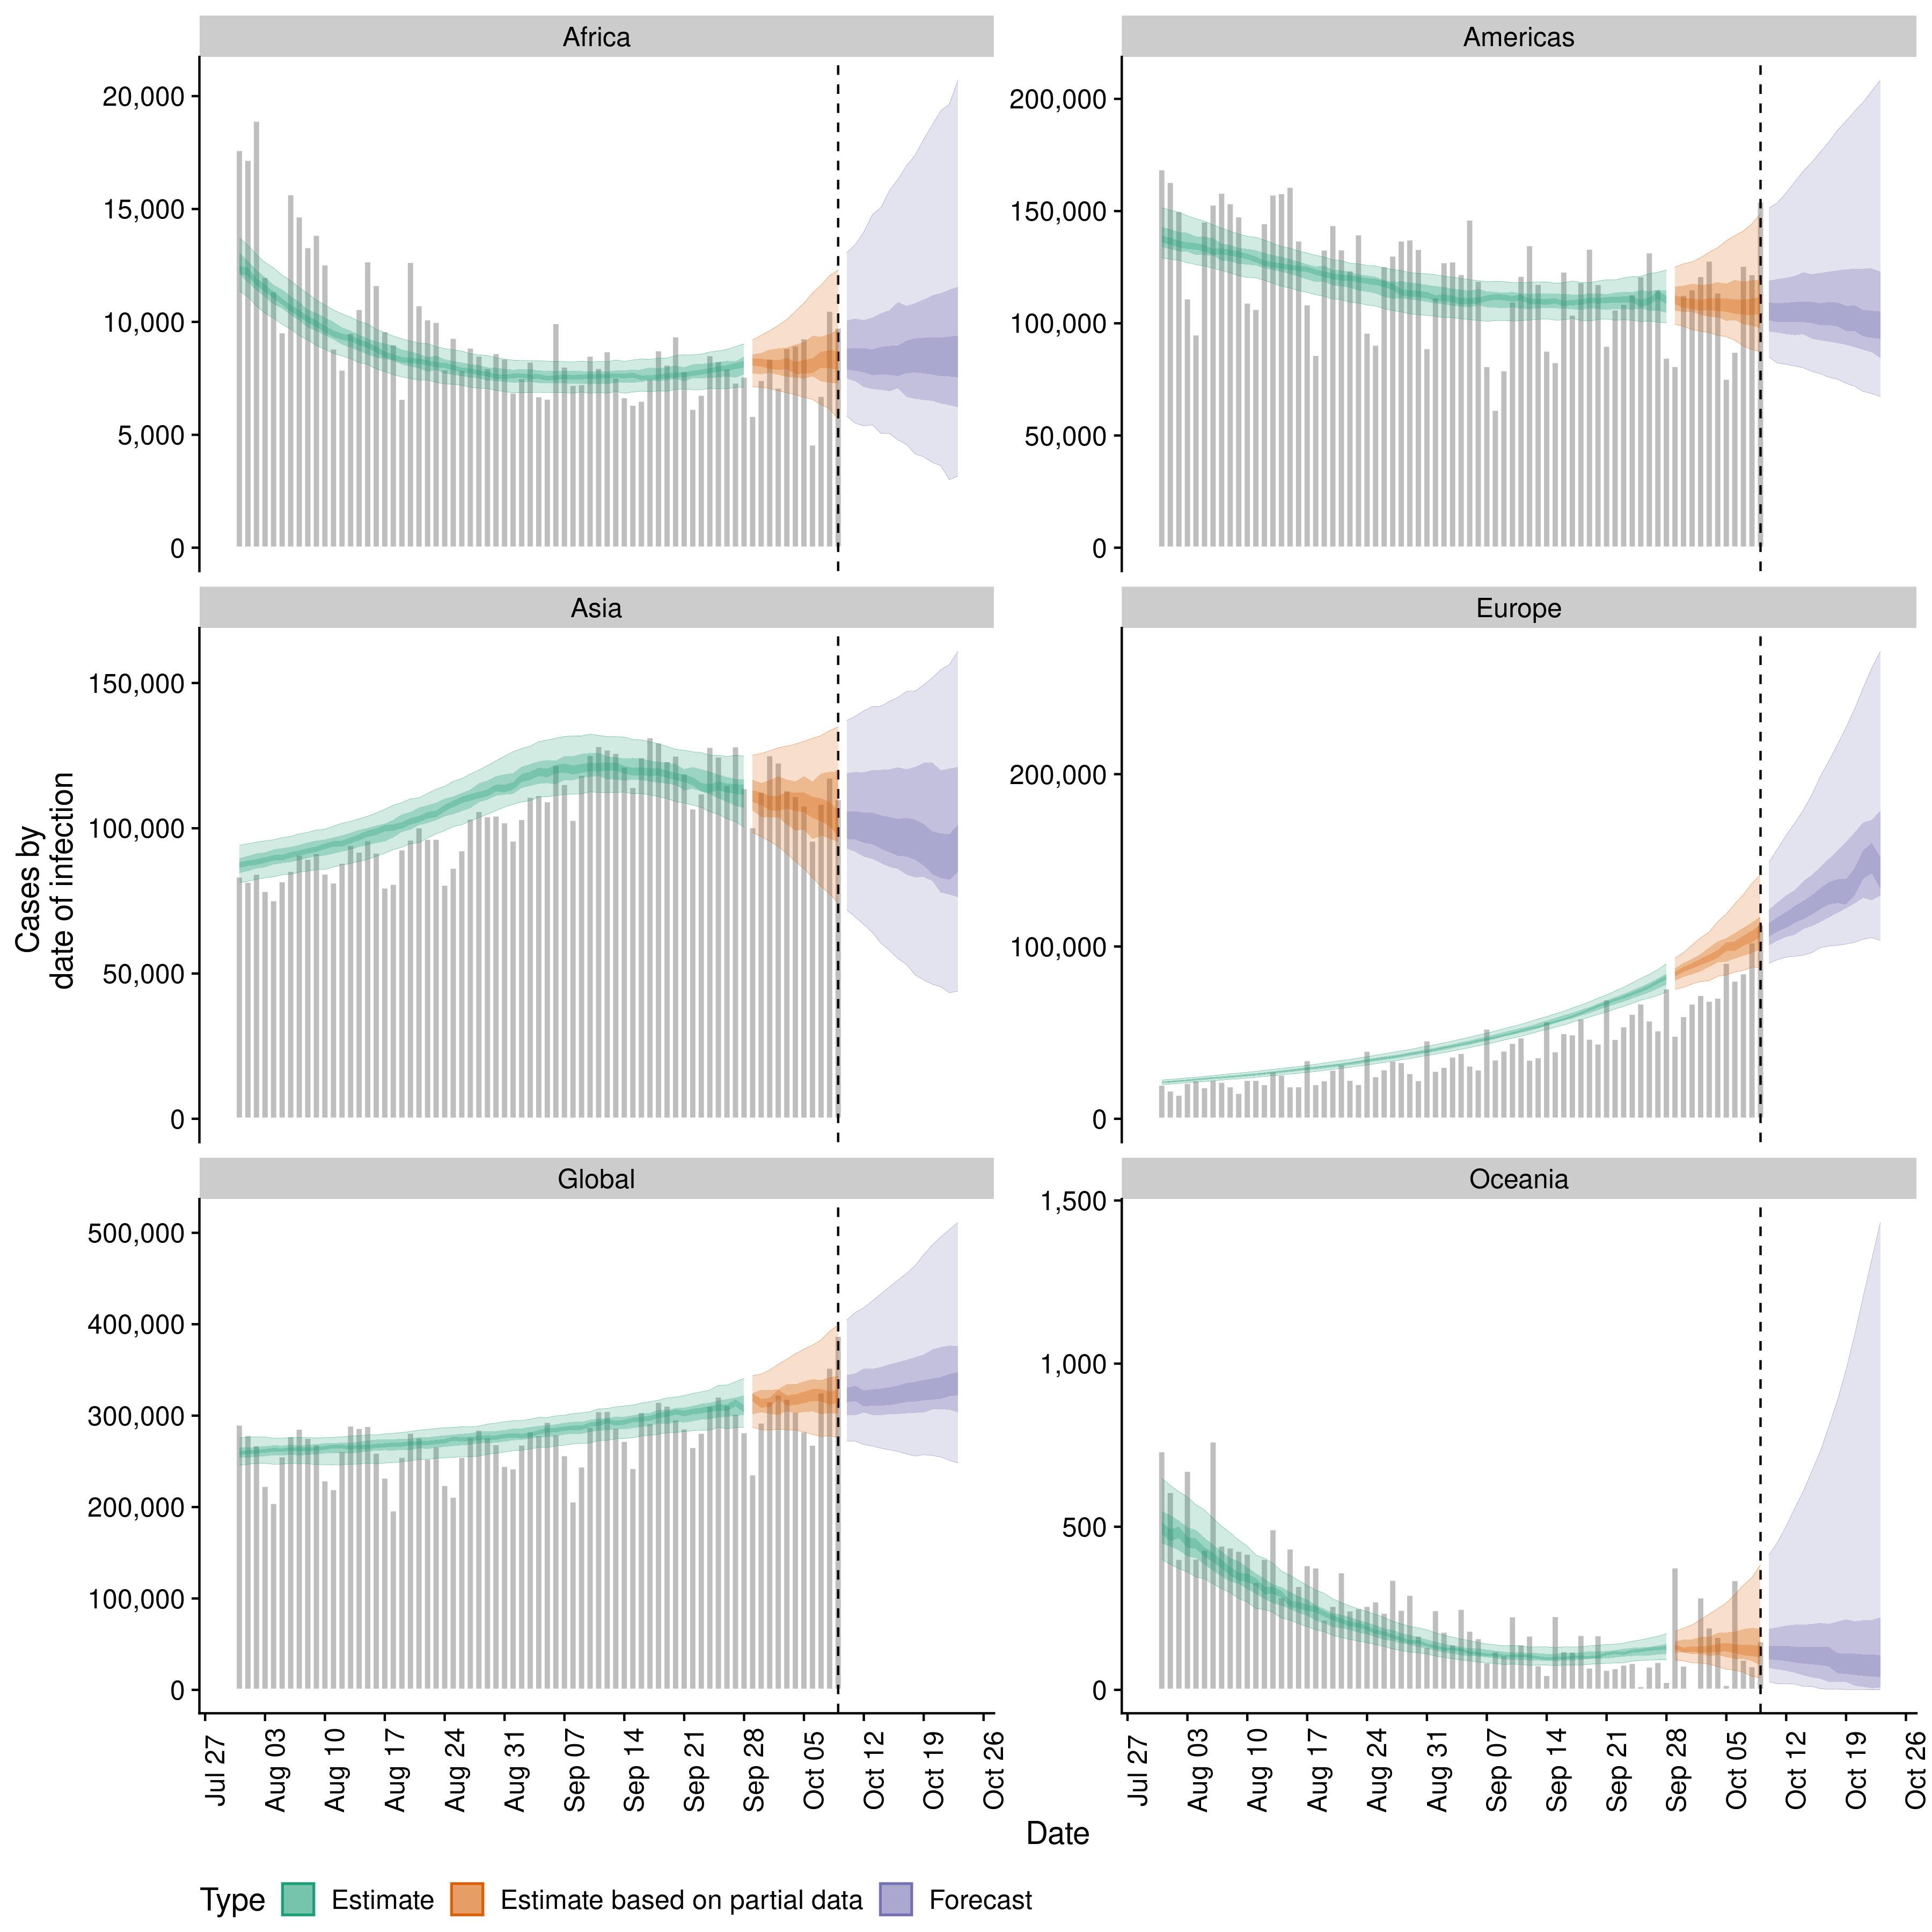 Africa
Americas
20,000
15,000
10,000
5,000
0
200,000
150,000
100,000
50,000
0
Asia
Europe
150,000
100,000
50,000
0
200,000
100,000
0
Cases by
date of infection
Global
Oceania
500,000
400,000
300,000
200,000
100,000
0
1,500
1,000
500
0
Jul 27
Aug 03
Aug 10
Aug 17
Aug 24
Aug 31
Sep 07
Sep 14
Sep 21
Sep 28
Oct 05
Oct 12
Oct 19
Oct 26
Jul 27
Aug 03
Aug 10
Aug 17
Aug 24
Aug 31
Sep 07
Sep 14
Sep 21
Sep 28
Oct 05
Oct 12
Oct 19
Oct 26
Date
Type Estimate Estimate based on partial data Forecast